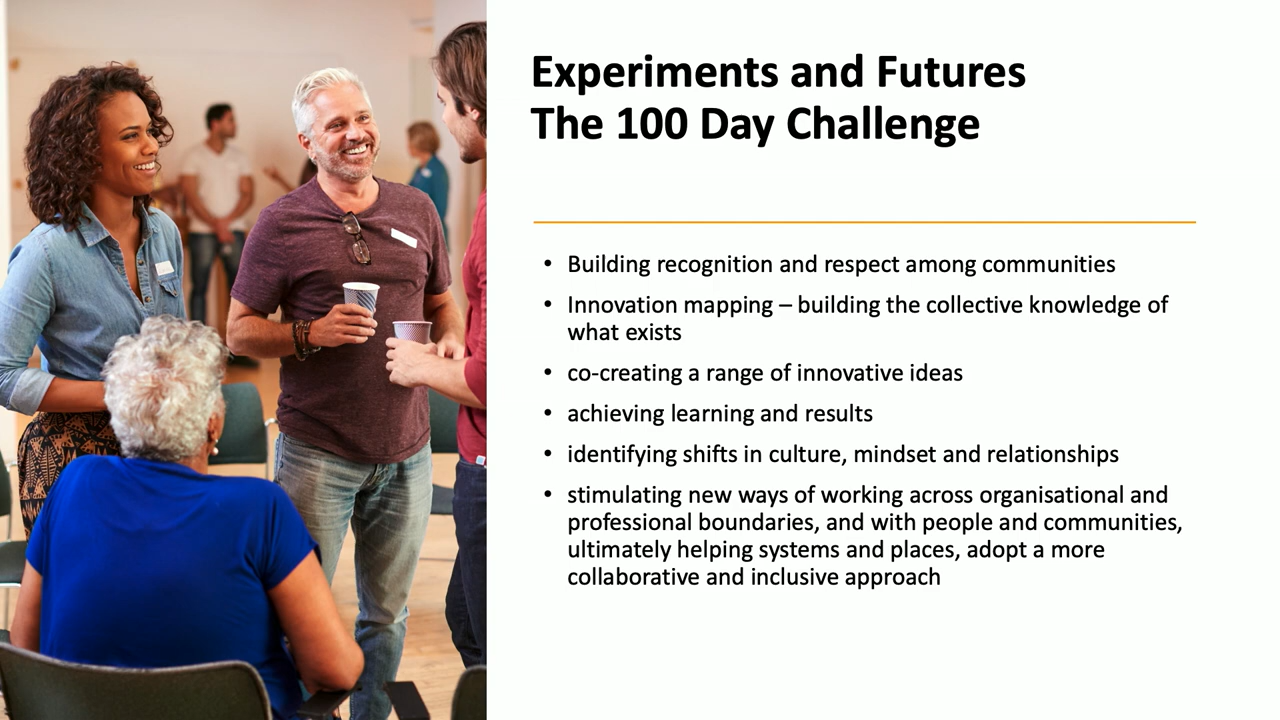 Experiments and Futures
The 100 Day Challenge
• Building recognition and respect among communities
• Innovation mapping – building the collective knowledge of
what exists
• co-creating a range of innovative ideas
• achieving learning and results
• identifying shifts in culture, mindset and relationships
• stimulating new ways of working across organisational and
professional boundaries, and with people and communities,
ultimately helping systems and places, adopt a more
collaborative and inclusive approach